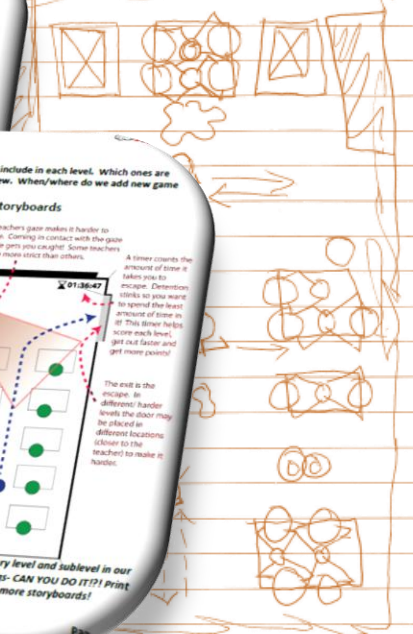 include in each level. Which ones are
ew. When/where do we add new game
toryboards
eachers gaze makes it harder to
e. Coming in contact with the gaze
e gets you caught! Some teachers
more strict than others.
01:36:47
A timer counts the
amount of time it
takes you to
escape. Detention
stinks so you want
to spend the least
amount of time in
it! This timer helps
score each level,
get out faster and
get more points!
The exit is the
escape. In
different/ harder
levels the door may
be placed in
different locations
(closer to the
teacher) to make it
harder.
ry level and sublevel in our
s- CAN YOU DO IT!?! Print
more storyboards!